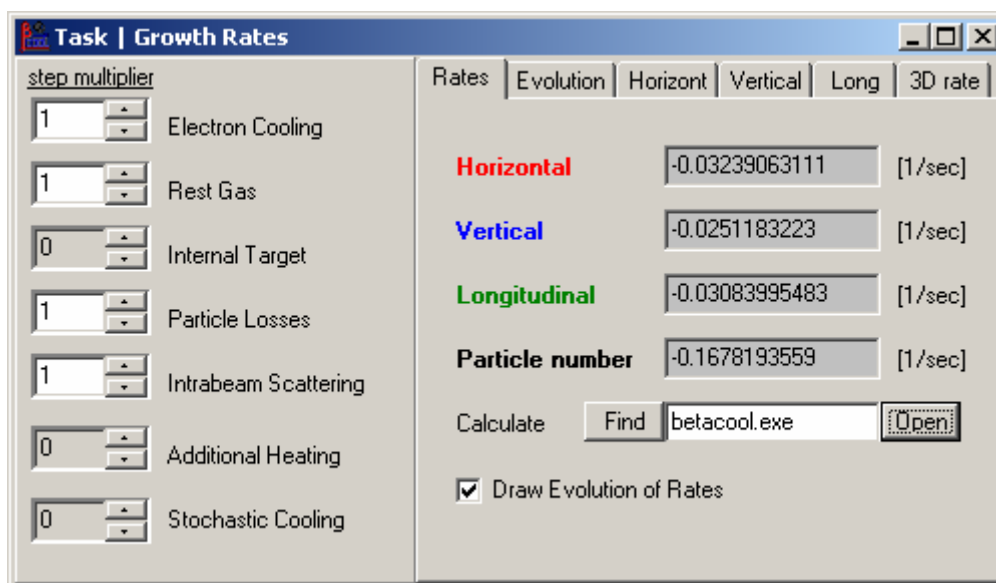 Task | Growth Rates
step multiplier
1 Electron Cooling
1 Rest Gas
0 Internal Target
1 Particle Losses
1 Intrabeam Scattering
0 Additional Heating
0 Stochastic Cooling
Rates Evolution Horizont Vertical Long 3D rate
Horizontal -0.03239063111 [1/sec]
Vertical -0.0251183223 [1/sec]
Longitudinal -0.03083995483 [1/sec]
Particle number -0.1678193559 [1/sec]
Calculate Find betacool.exe Open
Draw Evolution of Rates